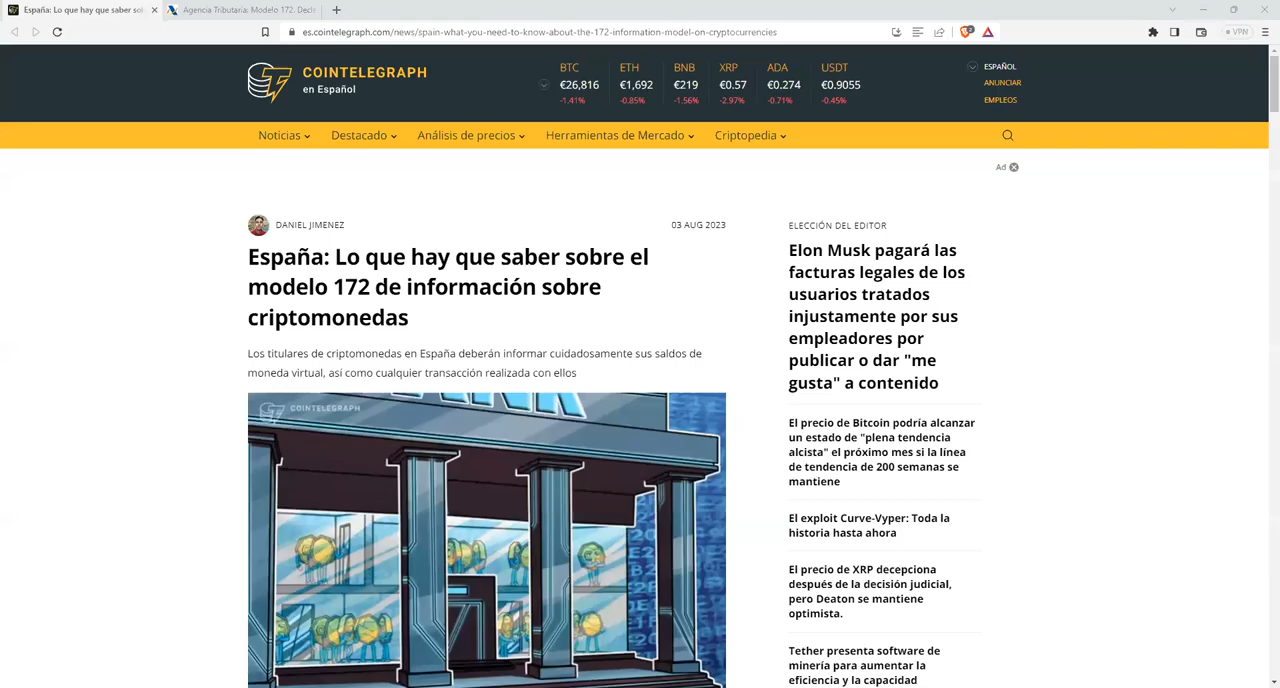 España: Lo que hay que saber sob
Agencia Tributaria: Modelo 172. Decl
es.cointelegraph.com/news/spain-what-you-need-to-know-about-the-172-information-model-on-cryptocurrencies
VPN
COINTELEGRAPH
en Español
BTC ETH BNB XRP ADA USDT
€26,816 €1,692 €219 €0.57 €0.274 €0.9055
-1.41% -0.85% -1.56% -2.97% -0.71% -0.45%
ESPAÑOL
ANUNCIAR
EMPLEOS
Noticias Destacado Análisis de precios Herramientas de Mercado Criptopedia
Ad
DANIEL JIMENEZ 03 AUG 2023
España: Lo que hay que saber sobre el
modelo 172 de información sobre
criptomonedas
Los titulares de criptomonedas en España deberán informar cuidadosamente sus saldos de
moneda virtual, así como cualquier transacción realizada con ellos
COINTELEGRAPH
ELECCIÓN DEL EDITOR
Elon Musk pagará las
facturas legales de los
usuarios tratados
injustamente por sus
empleadores por
publicar o dar "me
gusta" a contenido
El precio de Bitcoin podría alcanzar
un estado de "plena tendencia
alcista" el próximo mes si la línea
de tendencia de 200 semanas se
mantiene
El exploit Curve-Vyper: Toda la
historia hasta ahora
El precio de XRP decepciona
después de la decisión judicial,
pero Deaton se mantiene
optimista.
Tether presenta software de
minería para aumentar la
eficiencia y la capacidad